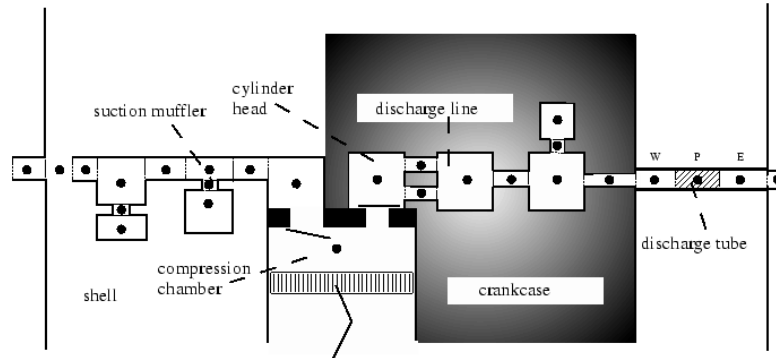 cylinder
head
suction muffler
discharge line
W P E
discharge tube
compression
chamber
shell
crankcase